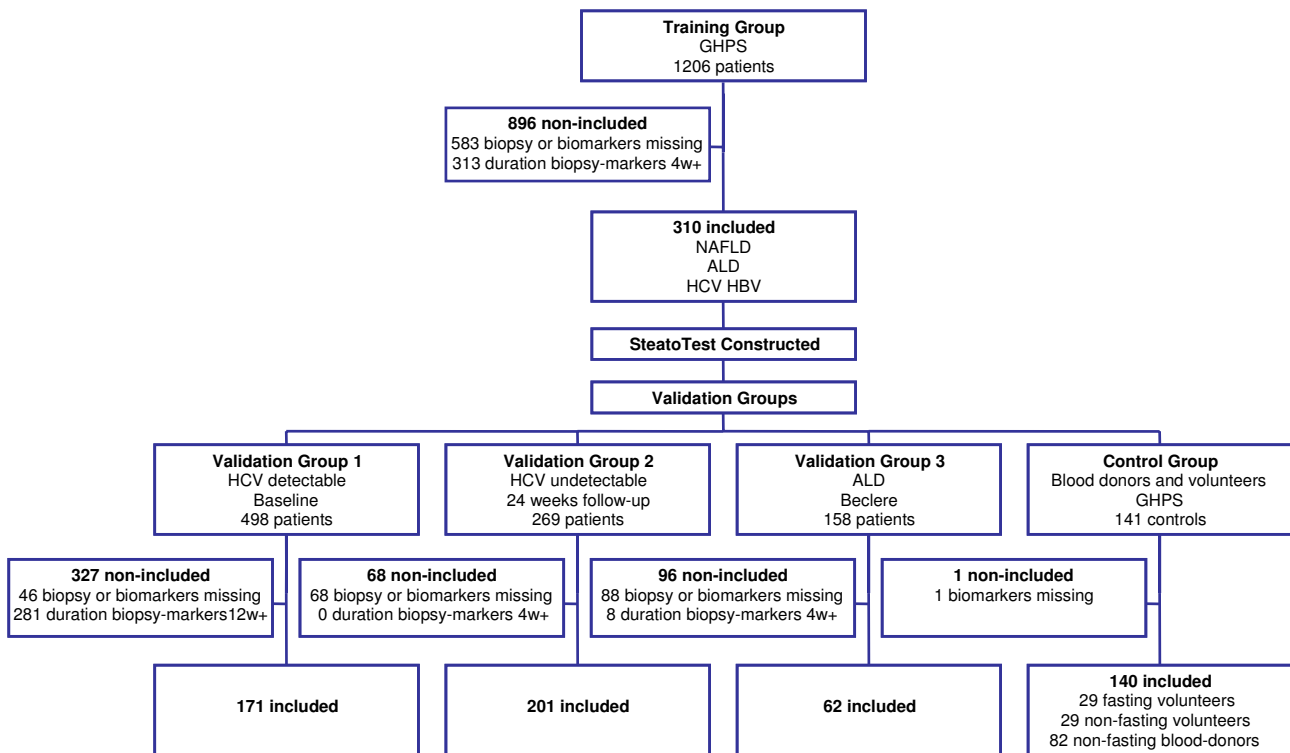 Training Group
GHPS
1206 patients
896 non-included
583 biopsy or biomarkers missing
313 duration biopsy-markers 4w+
310 included
NAFLD
ALD
HCV HBV
SteatoTest Constructed
Validation Groups
Validation Group 1
HCV detectable
Baseline
498 patients
Validation Group 2
HCV undetectable
24 weeks follow-up
269 patients
Validation Group 3
ALD
Beclere
158 patients
Control Group
Blood donors and volunteers
GHPS
141 controls
327 non-included
46 biopsy or biomarkers missing
281 duration biopsy-markers12w+
68 non-included
68 biopsy or biomarkers missing
0 duration biopsy-markers 4w+
96 non-included
88 biopsy or biomarkers missing
8 duration biopsy-markers 4w+
1 non-included
1 biomarkers missing
171 included
201 included
62 included
140 included
29 fasting volunteers
29 non-fasting volunteers
82 non-fasting blood-donors